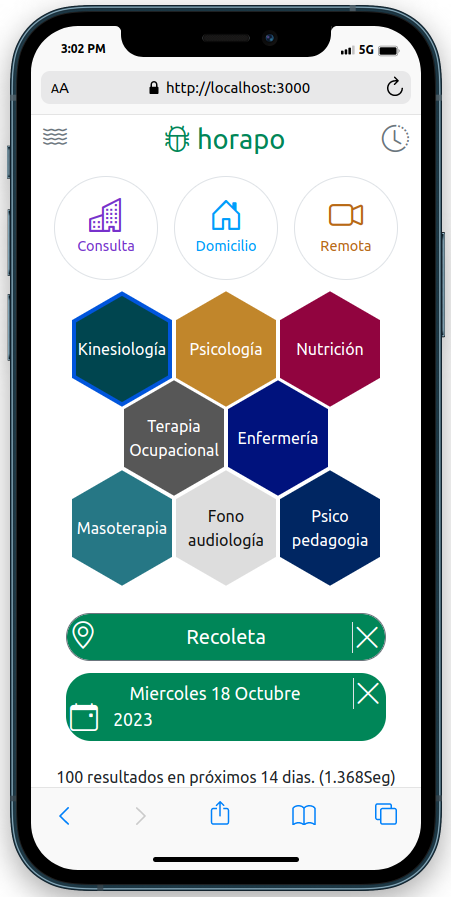 3:02 PM
5G
AA
http://localhost:3000
horapo
Consulta
Domicilio
Remota
Kinesiología
Psicología
Nutrición
Terapia
Ocupacional
Enfermería
Masoterapia
Fono
audiología
Psico
pedagogia
Recoleta
Miercoles 18 Octubre
2023
100 resultados en próximos 14 dias. (1.368Seg)